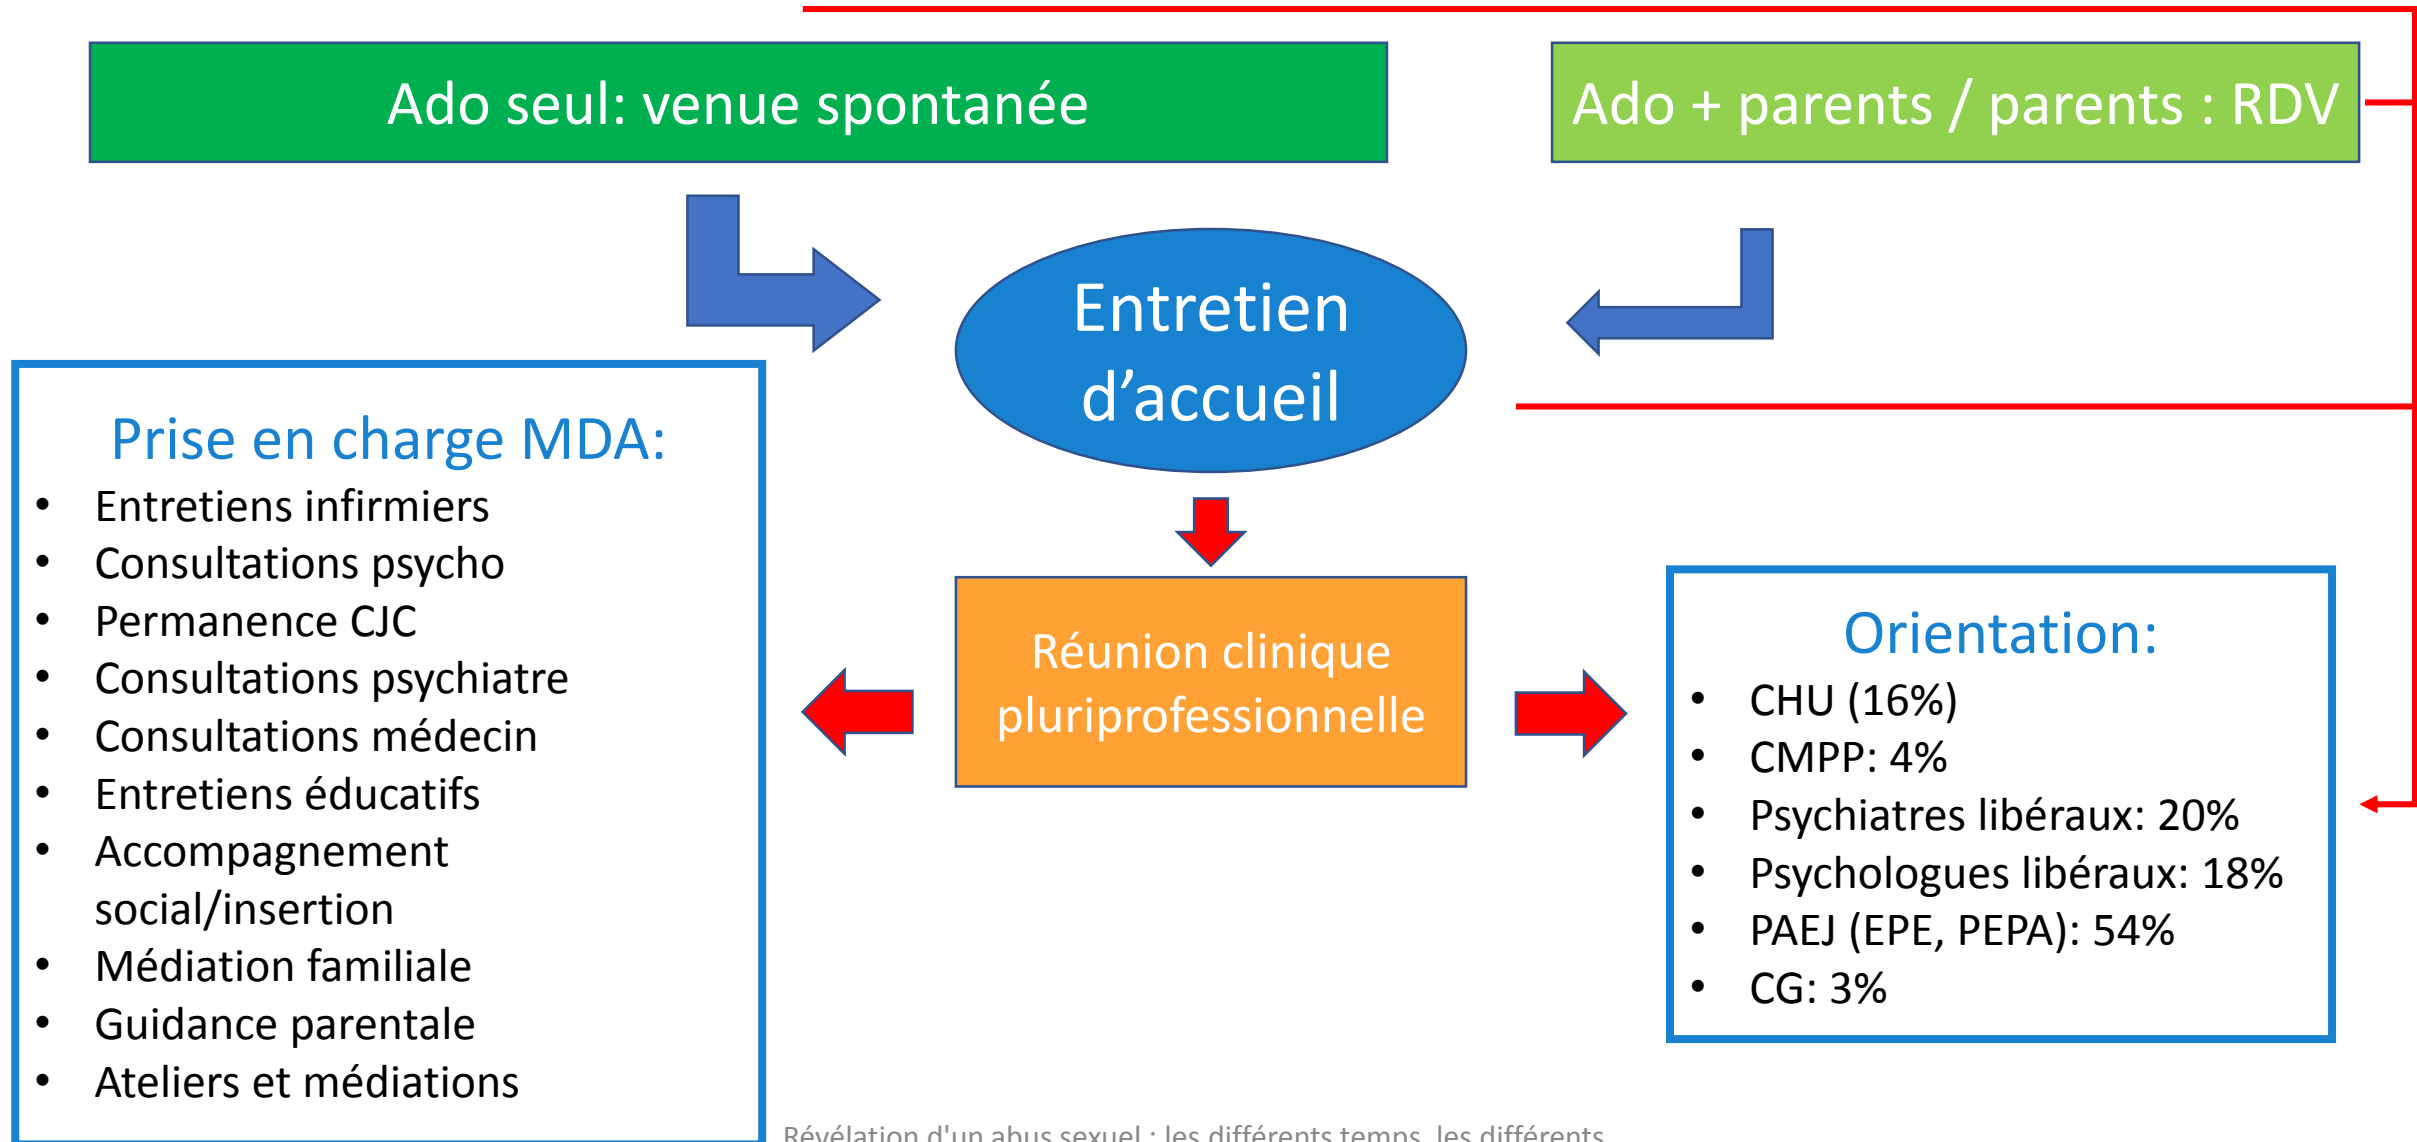 Ado seul: venue spontanée
Ado + parents / parents : RDV
Entretien
d’accueil
Prise en charge MDA:
• Entretiens infirmiers
• Consultations psycho
• Permanence CJC
• Consultations psychiatre
• Consultations médecin
• Entretiens éducatifs
• Accompagnement
social/insertion
• Médiation familiale
• Guidance parentale
• Ateliers et médiations
Réunion clinique
pluriprofessionnelle
Orientation:
• CHU (16%)
• CMPP: 4%
• Psychiatres libéraux: 20%
• Psychologues libéraux: 18%
• PAEJ (EPE, PEPA): 54%
• CG: 3%
Révélation d'un abus sexuel : les différents temps, les différents